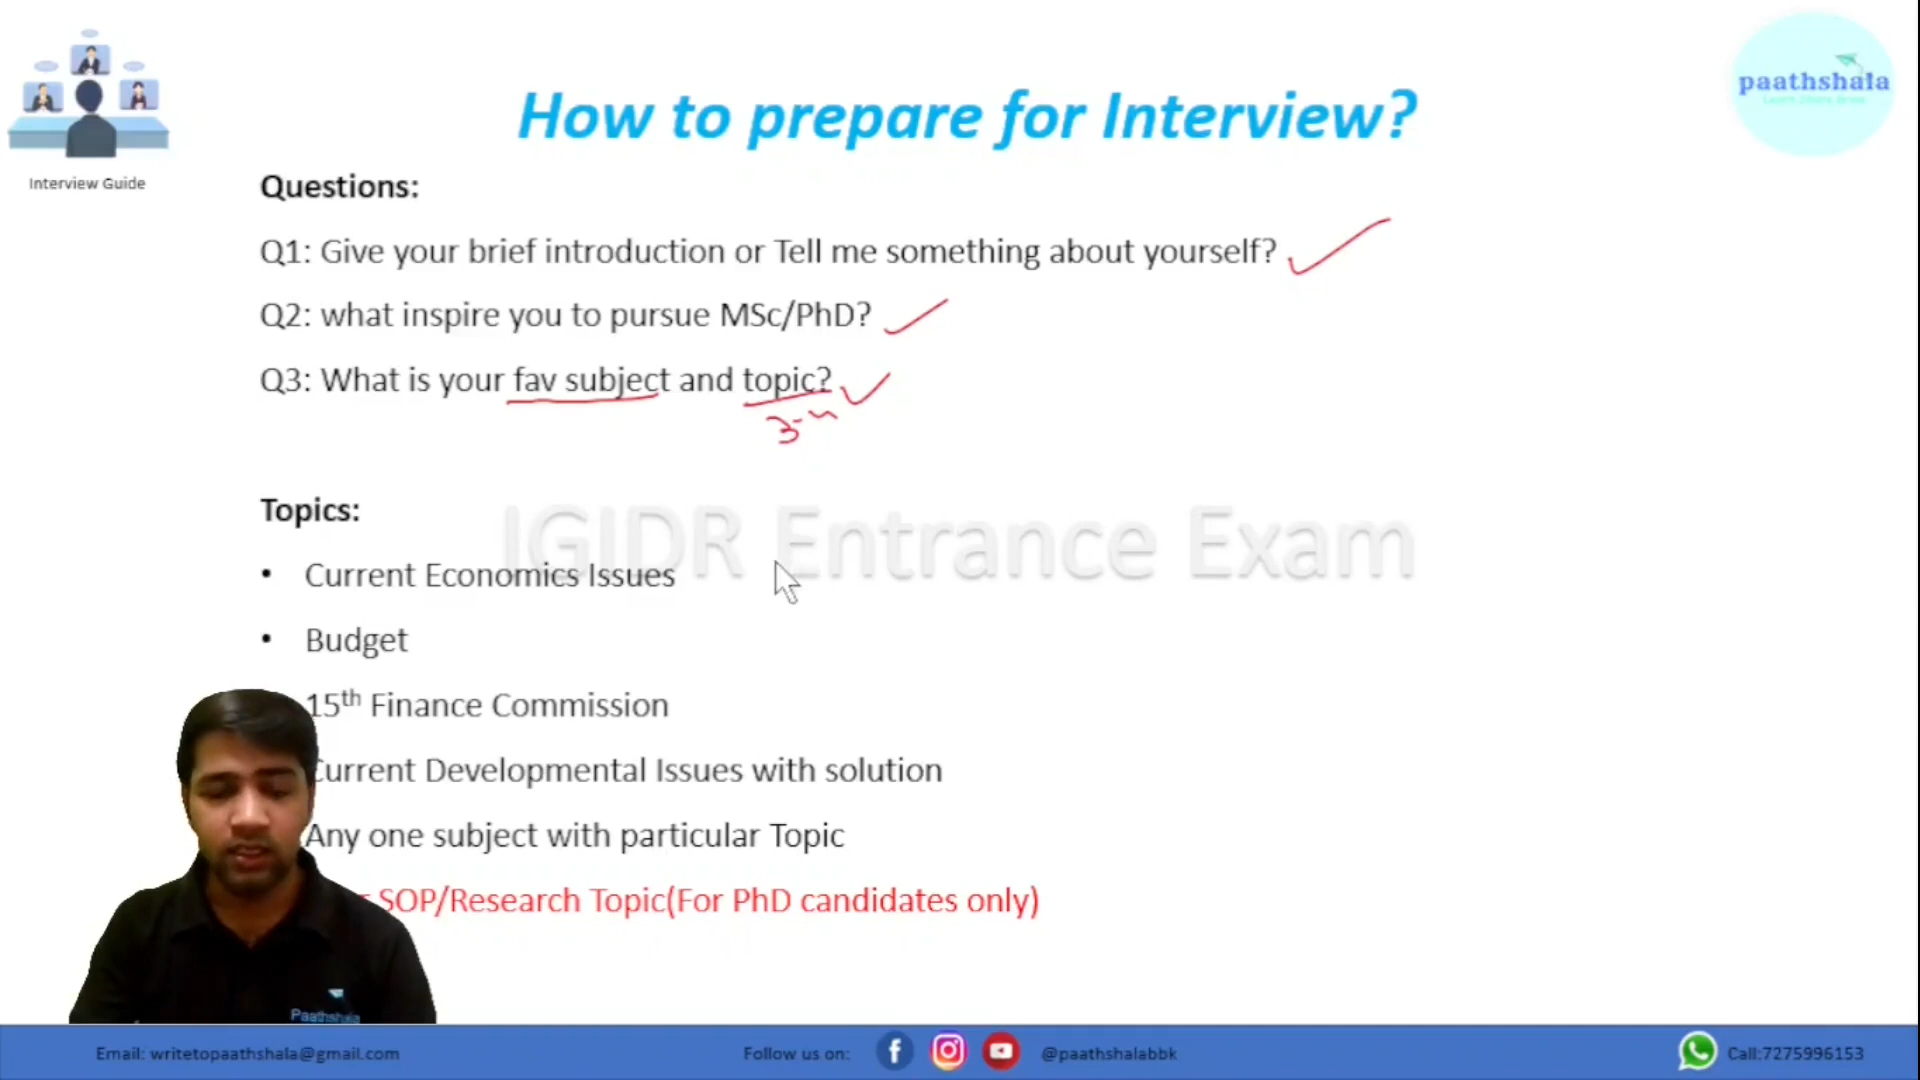 How to prepare for Interview?
paathshala
Interview Guide
Questions:
Q1: Give your brief introduction or Tell me something about yourself?
Q2: what inspire you to pursue MSc/PhD?
Q3: What is your fav subject and topic?
3-4
Topics:
IGIDR Entrance Exam
• Current Economics Issues
• Budget
15th Finance Commission
Current Developmental Issues with solution
Any one subject with particular Topic
SOP/Research Topic(For PhD candidates only)
Paathshala
Email: writetopaathshala@gmail.com
Follow us on:
@paathshalabbk
Call:7275996153